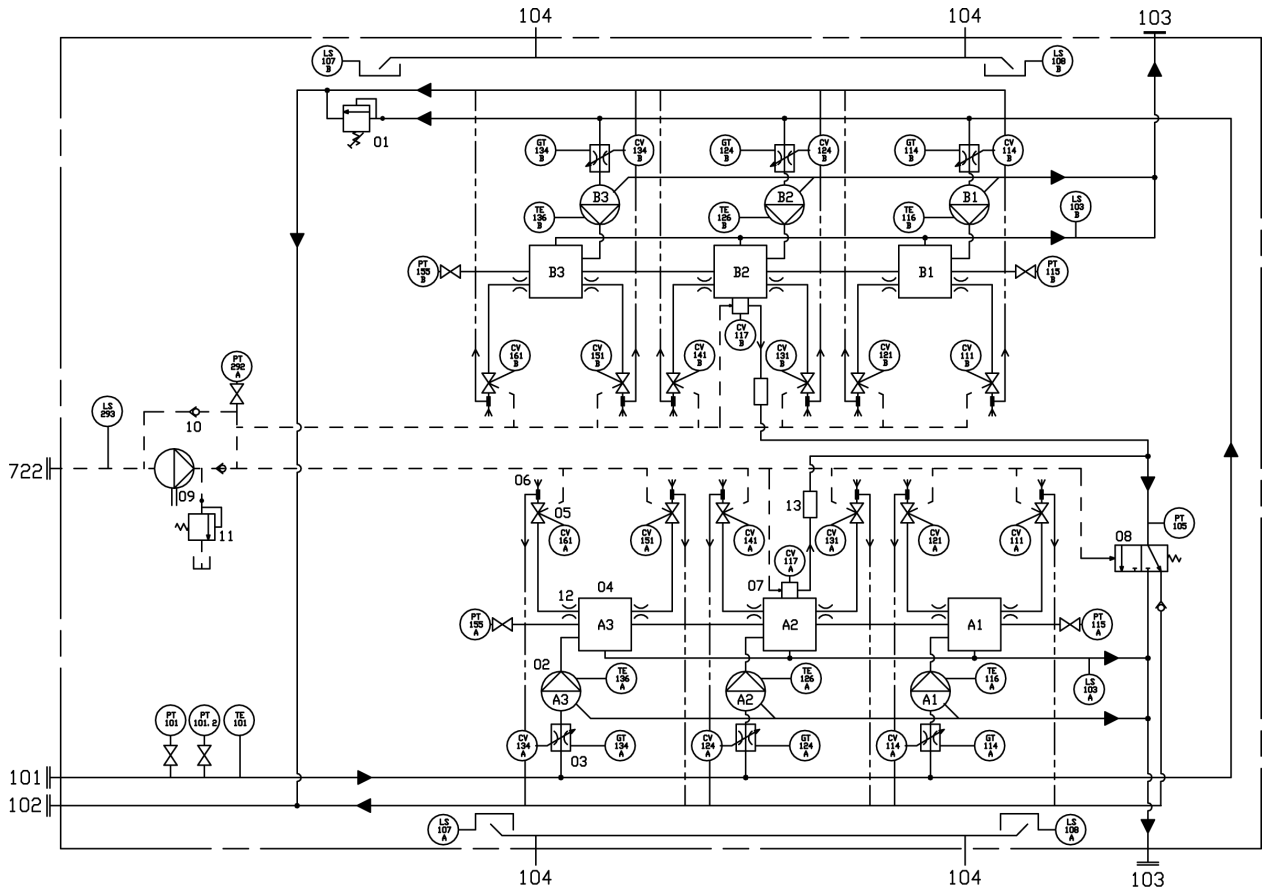 104
104
103
LS 107 B
LS 108 B
01
GT 134 B
CV 134 B
GT 124 B
CV 124 B
GT 114 B
CV 114 B
B3
B2
B1
TE 136 B
TE 126 B
TE 116 B
LS 103 B
PT 155 B
B3
B2
B1
PT 115 B
CV 117 B
CV 161 B
CV 151 B
CV 141 B
CV 131 B
CV 121 B
CV 111 B
PT 292 A
LS 293
10
722
09
11
06
05
13
CV 161 A
CV 151 A
CV 141 A
CV 131 A
CV 121 A
CV 111 A
PT 105
08
CV 117 A
07
12
04
PT 155 A
A3
A2
A1
PT 115 A
02
TE 136 A
TE 126 A
TE 116 A
LS 103 A
A3
A2
A1
PT 101
PT 101.2
TE 101
CV 134 A
GT 134 A
CV 124 A
GT 124 A
CV 114 A
GT 114 A
03
101
102
LS 107 A
LS 108 A
104
104
103